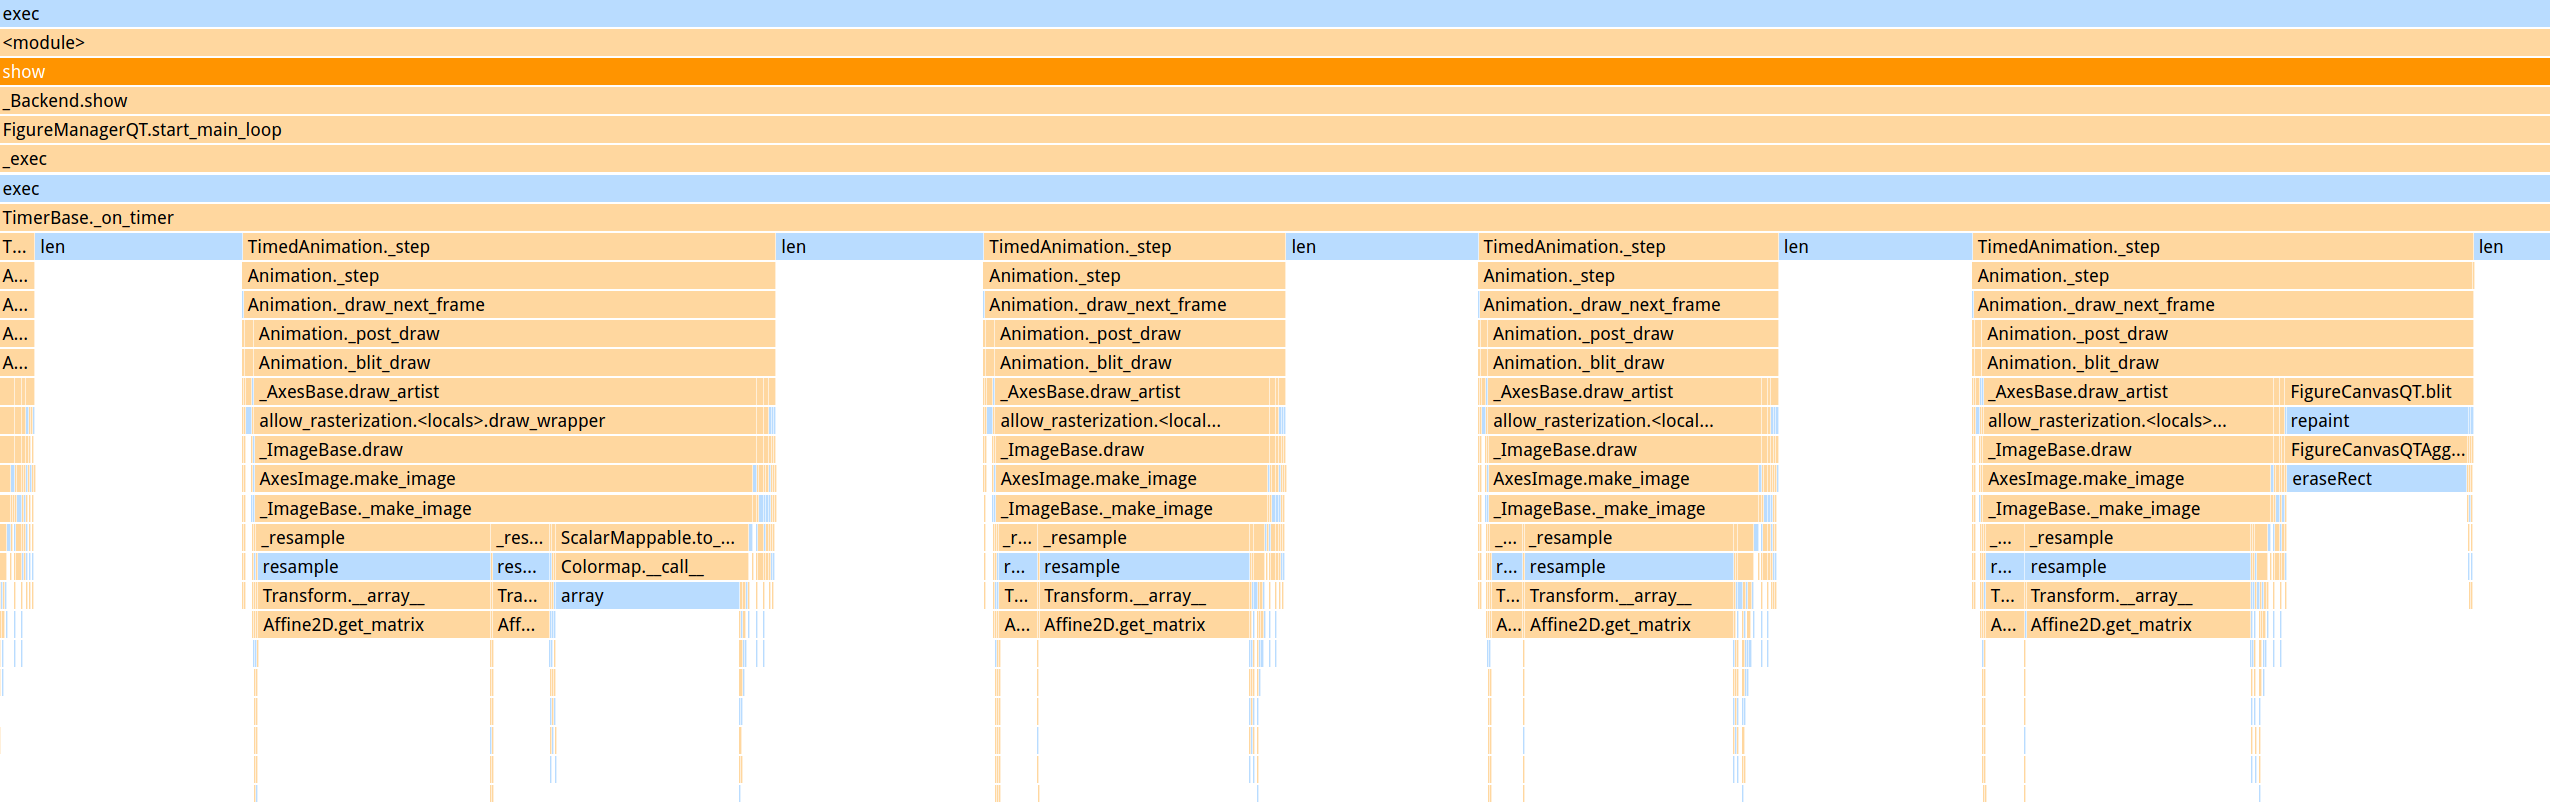 exec
<module>
show
_Backend.show
FigureManagerQT.start_main_loop
_exec
exec
TimerBase._on_timer
T... len TimedAnimation._step len TimedAnimation._step len TimedAnimation._step len TimedAnimation._step len
A... Animation._step Animation._step Animation._step Animation._step
A... Animation._draw_next_frame Animation._draw_next_frame Animation._draw_next_frame Animation._draw_next_frame
A... Animation._post_draw Animation._post_draw Animation._post_draw Animation._post_draw
A... Animation._blit_draw Animation._blit_draw Animation._blit_draw Animation._blit_draw
_AxesBase.draw_artist _AxesBase.draw_artist _AxesBase.draw_artist _AxesBase.draw_artist FigureCanvasQT.blit
allow_rasterization.<locals>.draw_wrapper allow_rasterization.<local... allow_rasterization.<local... allow_rasterization.<locals>... repaint
_ImageBase.draw _ImageBase.draw _ImageBase.draw _ImageBase.draw FigureCanvasQTAgg...
AxesImage.make_image AxesImage.make_image AxesImage.make_image AxesImage.make_image eraseRect
_ImageBase._make_image _ImageBase._make_image _ImageBase._make_image _ImageBase._make_image
_resample _res... ScalarMappable.to_... _r... _resample _... _resample _... _resample
resample res... Colormap.__call__ r... resample r... resample r... resample
Transform.__array__ Tra... array T... Transform.__array__ T... Transform.__array__ T... Transform.__array__
Affine2D.get_matrix Aff... A... Affine2D.get_matrix A... Affine2D.get_matrix A... Affine2D.get_matrix